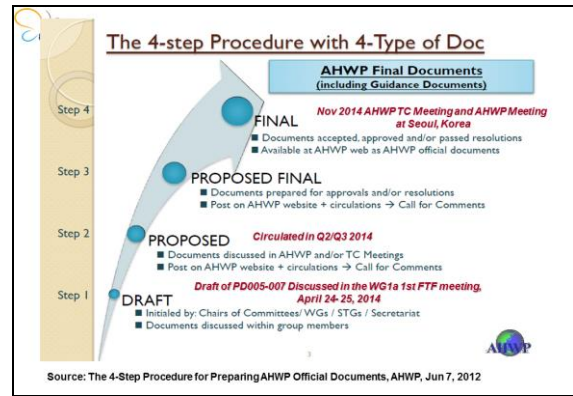 The 4-step Procedure with 4-Type of Doc
AHWP Final Documents
(including Guidance Documents)
Step 4
FINAL
Nov 2014 AHWP TC Meeting and AHWP Meeting
at Seoul, Korea
■ Documents accepted, approved and/or passed resolutions
■ Available at AHWP web as AHWP official documents
Step 3
PROPOSED FINAL
■ Documents prepared for approvals and/or resolutions
■ Post on AHWP website + circulations → Call for Comments
Step 2
PROPOSED
Circulated in Q2/Q3 2014
■ Documents discussed in AHWP and/or TC Meetings
■ Post on AHWP website + circulations → Call for Comments
Draft of PD005-007 Discussed in the WG1a 1st FTF meeting,
April 24- 25, 2014
Step 1
DRAFT
■ Initialed by: Chairs of Committees/ WGs / STGs / Secretariat
■ Documents discussed within group members
3
AHWP
Source: The 4-Step Procedure for Preparing AHWP Official Documents, AHWP, Jun 7, 2012